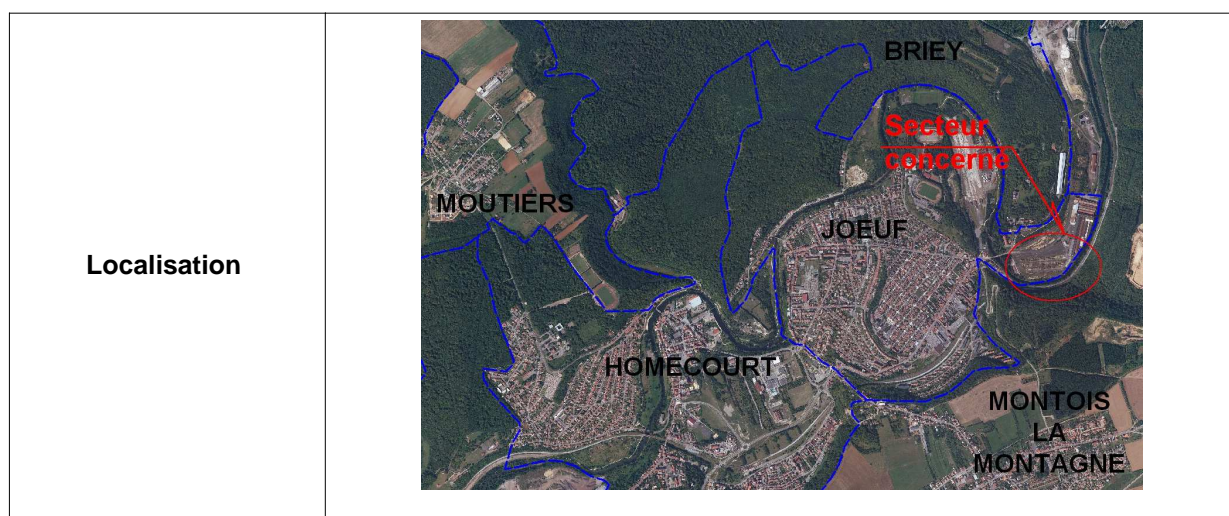 Localisation
BRIEY
Secteur
concerné
MOUTIERS
JOEUF
HOMECOURT
MONTOIS
LA
MONTAGNE